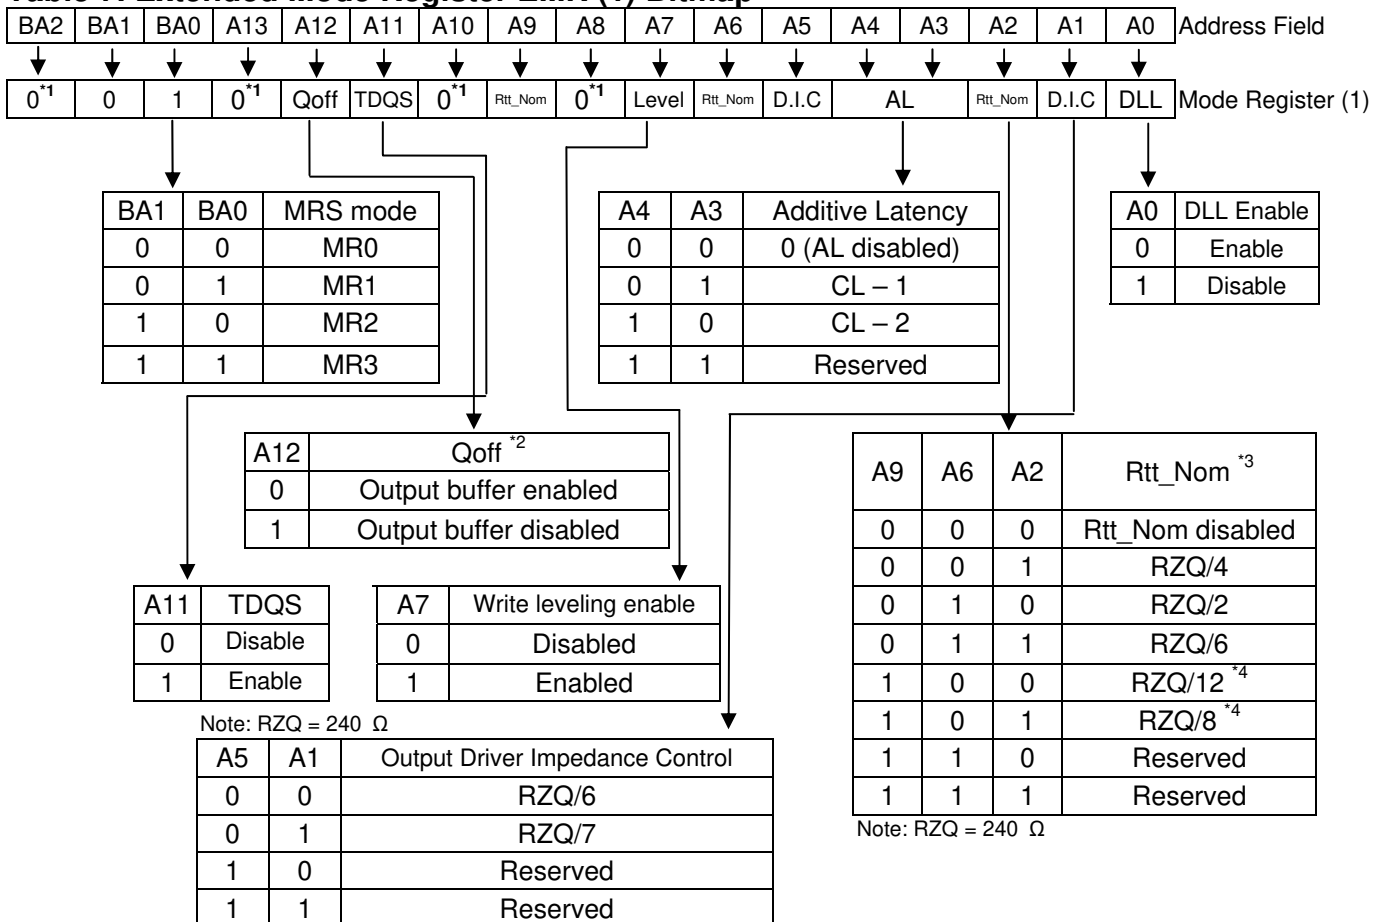 BA2 BA1 BA0 A13 A12 A11 A10 A9 A8 A7 A6 A5 A4 A3 A2 A1 A0 Address Field
0*1 0 1 0*1 Qoff TDQS 0*1 Rtt_Nom 0*1 Level Rtt_Nom D.I.C AL Rtt_Nom D.I.C DLL Mode Register (1)
BA1 BA0 MRS mode
0 0 MR0
0 1 MR1
1 0 MR2
1 1 MR3
A4 A3 Additive Latency
0 0 0 (AL disabled)
0 1 CL – 1
1 0 CL – 2
1 1 Reserved
A0 DLL Enable
0 Enable
1 Disable
A12 Qoff *2
0 Output buffer enabled
1 Output buffer disabled
A9 A6 A2 Rtt_Nom *3
0 0 0 Rtt_Nom disabled
0 0 1 RZQ/4
0 1 0 RZQ/2
0 1 1 RZQ/6
1 0 0 RZQ/12 *4
1 0 1 RZQ/8 *4
1 1 0 Reserved
1 1 1 Reserved
Note: RZQ = 240 Ω
A11 TDQS
0 Disable
1 Enable
A7 Write leveling enable
0 Disabled
1 Enabled
Note: RZQ = 240 Ω
A5 A1 Output Driver Impedance Control
0 0 RZQ/6
0 1 RZQ/7
1 0 Reserved
1 1 Reserved